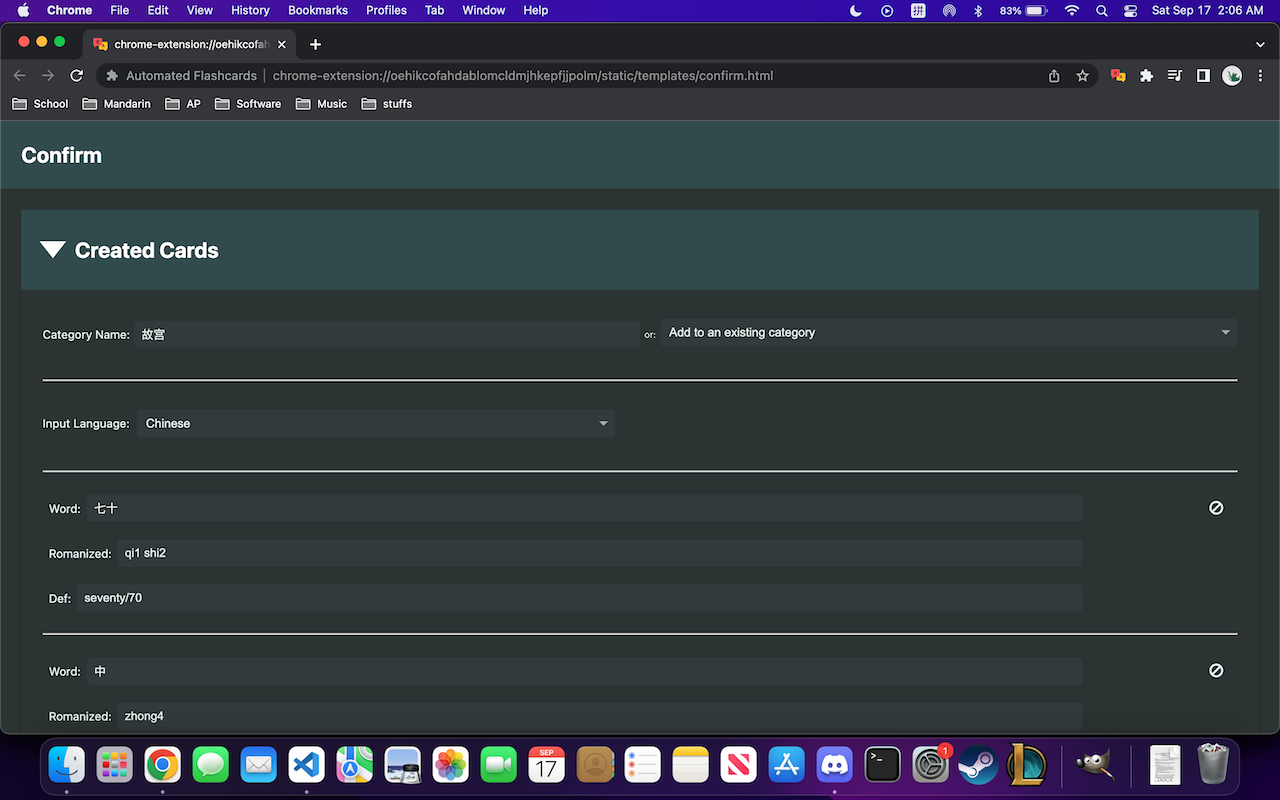 Chrome File Edit View History Bookmarks Profiles Tab Window Help 拼 83% Sat Sep 17 2:06 AM
chrome-extension://oehikcofah
Automated Flashcards chrome-extension://oehikcofahdablomcldmjhkepfjjpolm/static/templates/confirm.html
School Mandarin AP Software Music stuffs
Confirm
Created Cards
Category Name: 故宫 or: Add to an existing category
Input Language: Chinese
Word: 七十
Romanized: qi1 shi2
Def: seventy/70
Word: 中
Romanized: zhong4
SEP
17
1